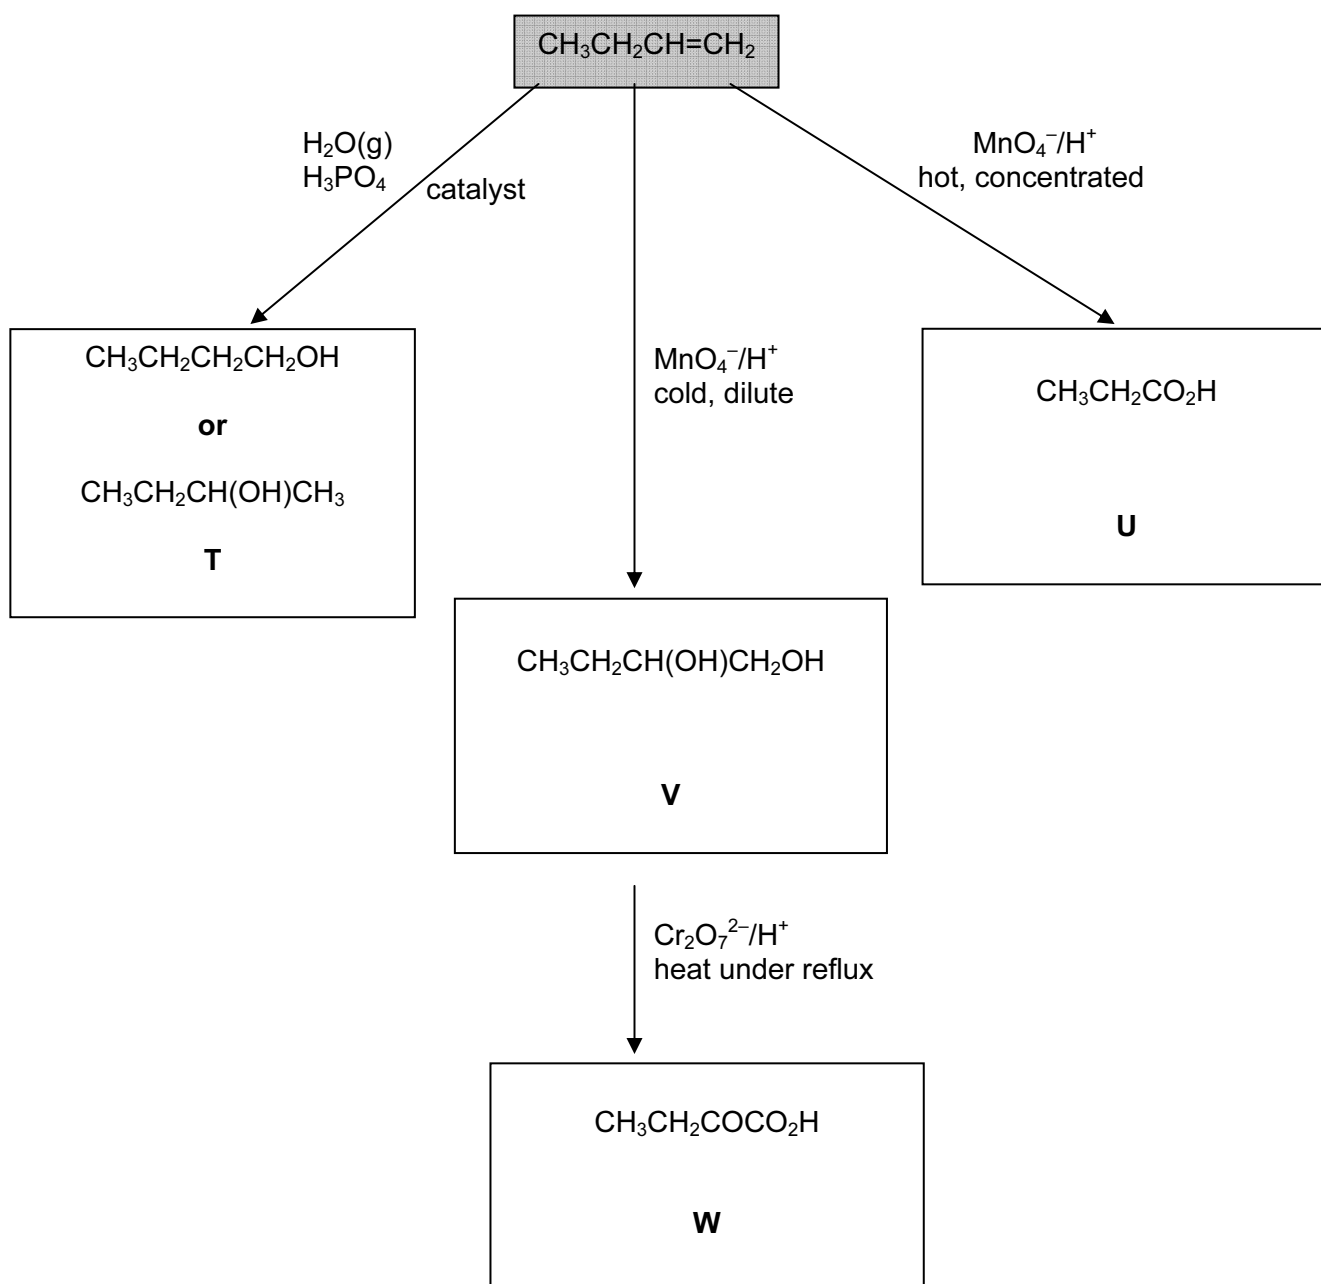 CH₃CH₂CH=CH₂
H₂O(g)
H₃PO₄
catalyst
MnO₄⁻/H⁺
hot, concentrated
CH₃CH₂CH₂CH₂OH
or
CH₃CH₂CH(OH)CH₃
T
MnO₄⁻/H⁺
cold, dilute
CH₃CH₂CO₂H
U
CH₃CH₂CH(OH)CH₂OH
V
Cr₂O₇²⁻/H⁺
heat under reflux
CH₃CH₂COCO₂H
W